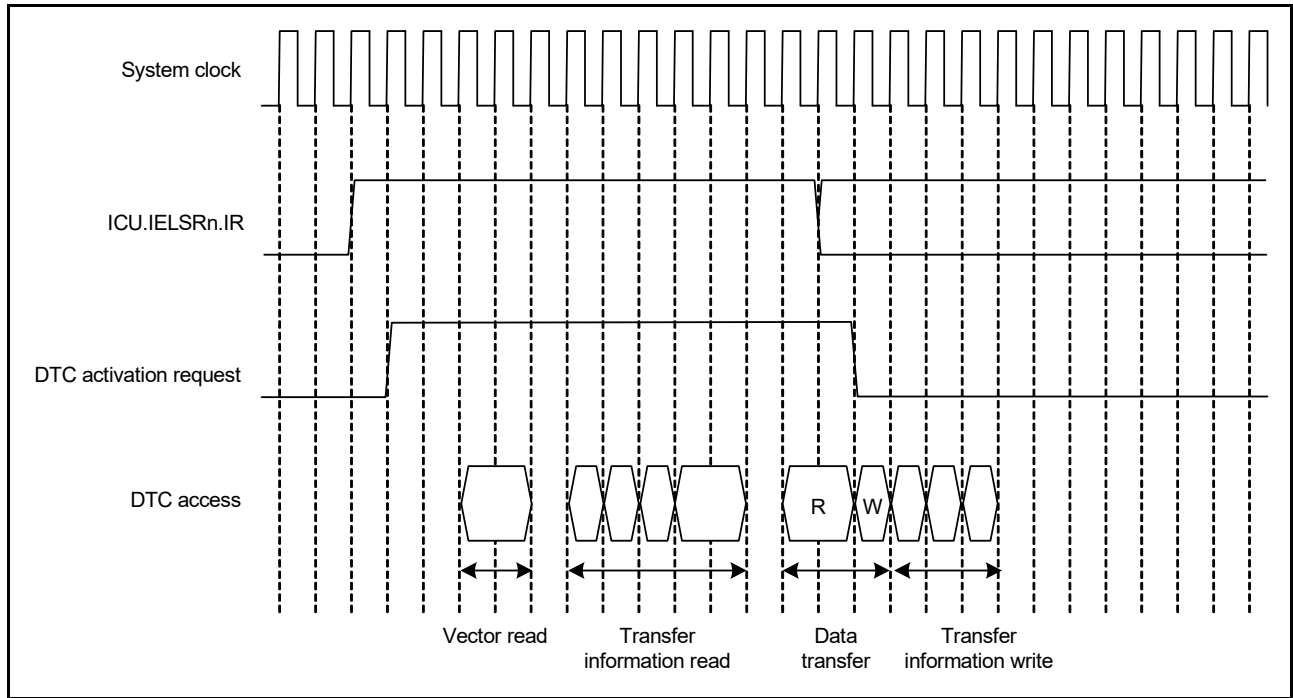 System clock
ICU.IELSRn.IR
DTC activation request
DTC access
R
W
Vector read
Transfer
information read
Data
transfer
Transfer
information write